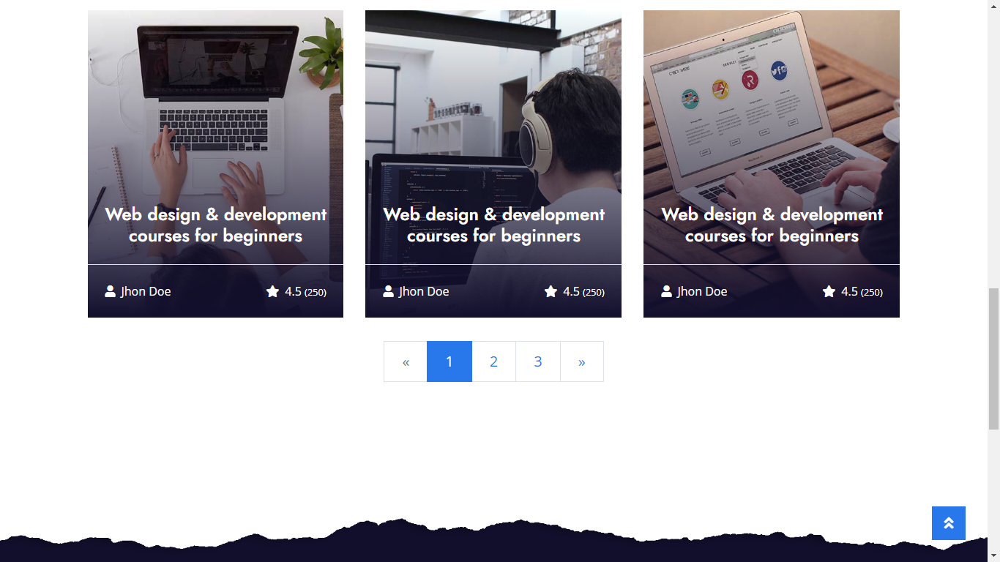 Web design & development
courses for beginners
Jhon Doe
4.5 (250)
Web design & development
courses for beginners
Jhon Doe
4.5 (250)
Web design & development
courses for beginners
Jhon Doe
4.5 (250)
« 1 2 3 »